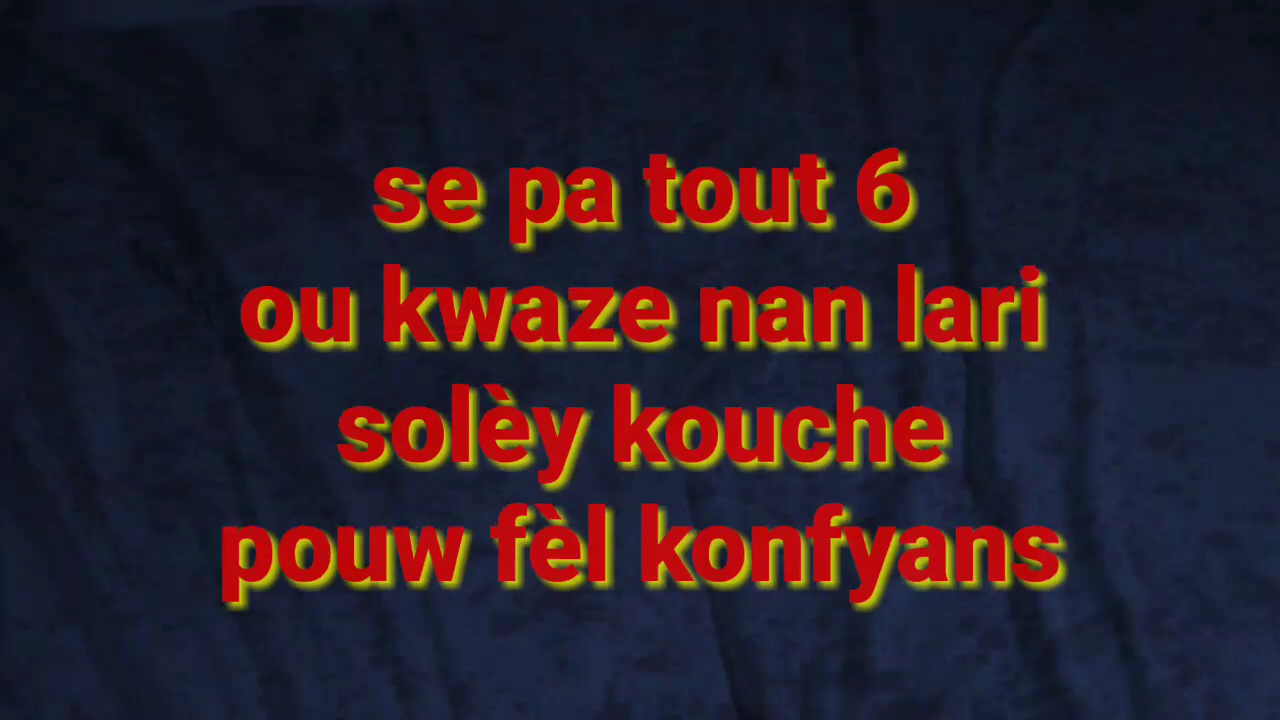 se pa tout 6
ou kwaze nan lari
solèy kouche
pouw fèl konfyans